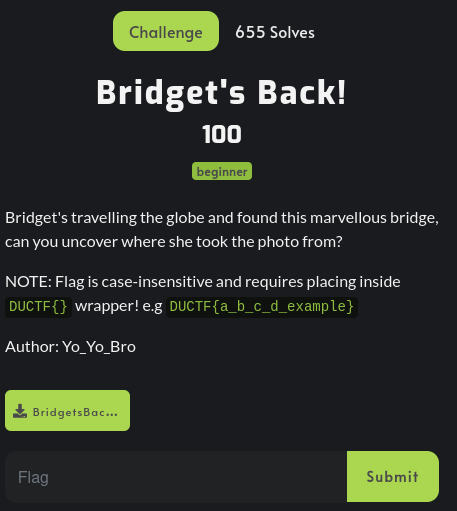 Challenge 655 Solves
Bridget's Back!
100
beginner
Bridget's travelling the globe and found this marvellous bridge,
can you uncover where she took the photo from?
NOTE: Flag is case-insensitive and requires placing inside
DUCTF{} wrapper! e.g DUCTF{a_b_c_d_example}
Author: Yo_Yo_Bro
BridgetsBac...
Flag
Submit